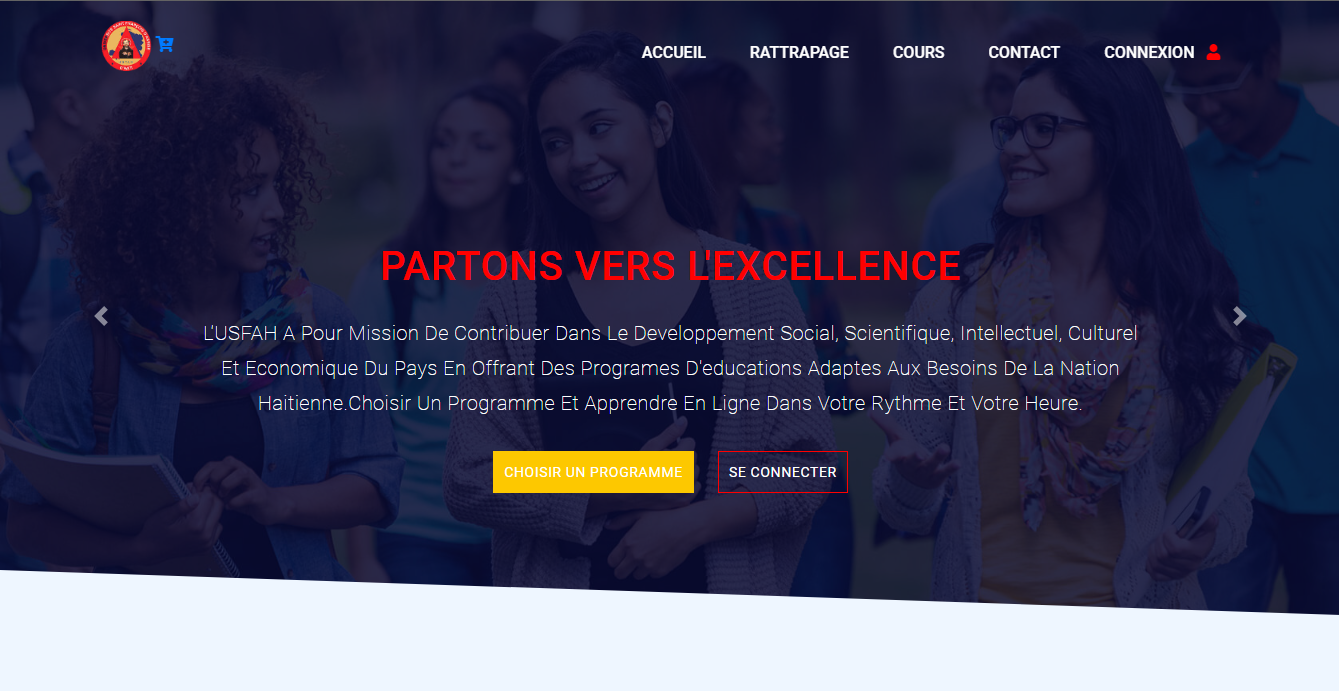 ACCUEIL RATTRAPAGE COURS CONTACT CONNEXION
PARTONS VERS L'EXCELLENCE
L'USFAH A Pour Mission De Contribuer Dans Le Developpement Social, Scientifique, Intellectuel, Culturel
Et Economique Du Pays En Offrant Des Programes D'educations Adaptes Aux Besoins De La Nation
Haitienne.Choisir Un Programme Et Apprendre En Ligne Dans Votre Rythme Et Votre Heure.
CHOISIR UN PROGRAMME SE CONNECTER